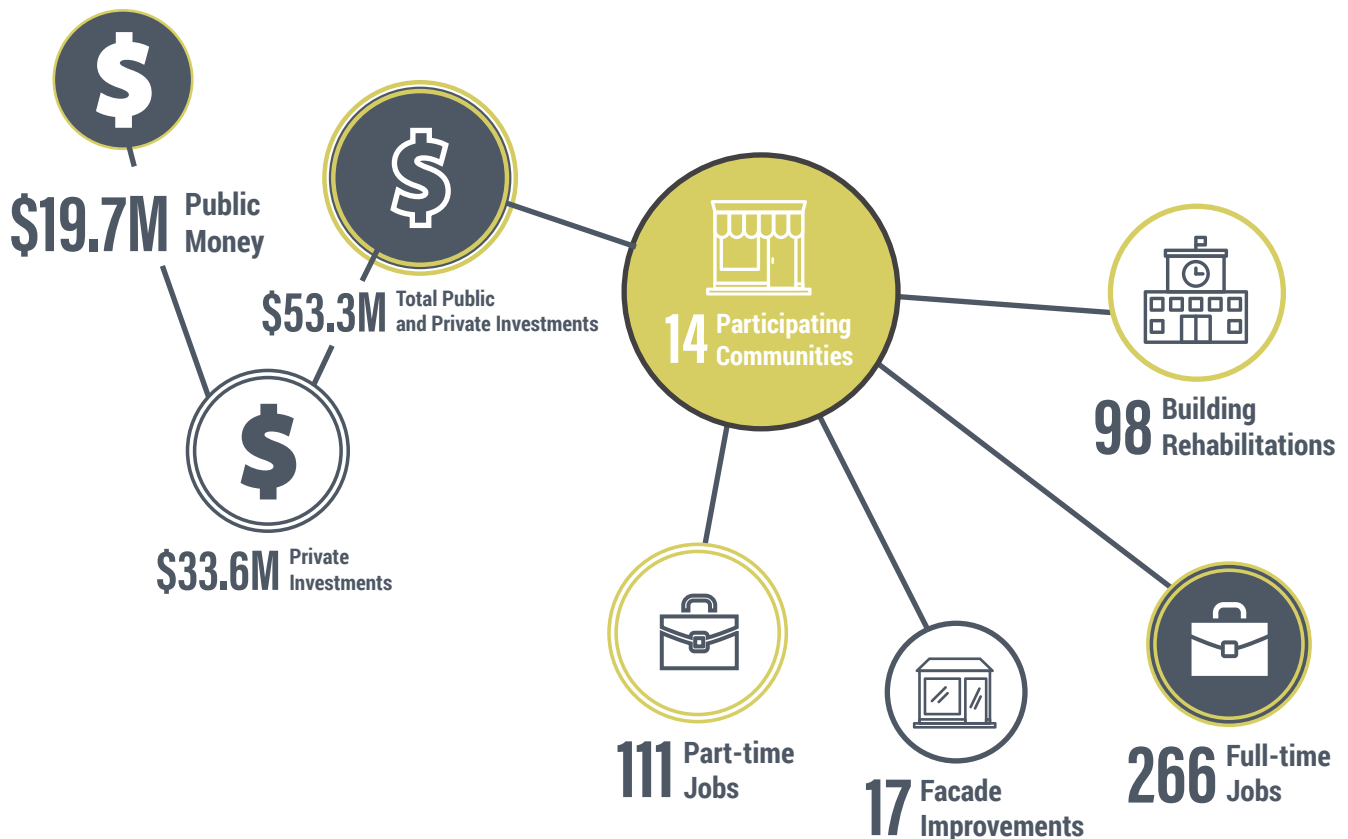 $
$19.7M Public
Money
$
$53.3M Total Public
and Private Investments
$
$33.6M Private
Investments
14 Participating
Communities
98 Building
Rehabilitations
111 Part-time
Jobs
17 Facade
Improvements
266 Full-time
Jobs